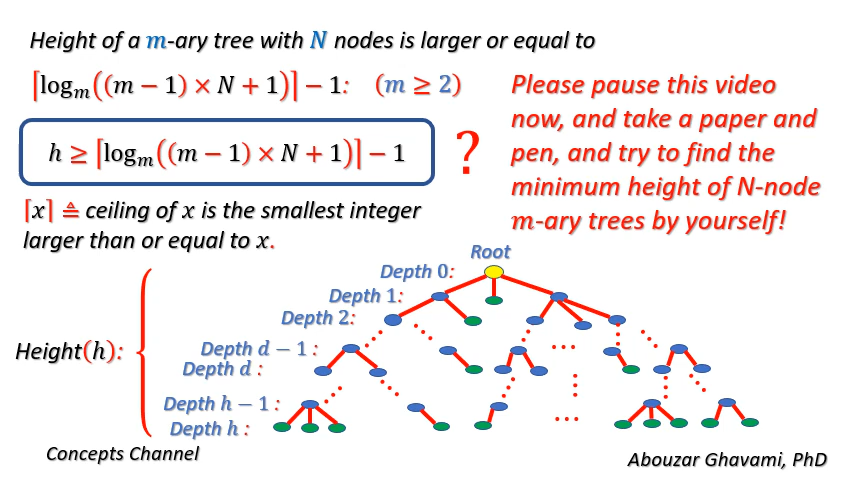 Height of a m-ary tree with N nodes is larger or equal to
⌈logₘ((m − 1) × N + 1)⌉ − 1: (m ≥ 2)
h ≥ ⌈logₘ((m − 1) × N + 1)⌉ − 1 ?
⌈x⌉ ≜ ceiling of x is the smallest integer
larger than or equal to x.
Please pause this video
now, and take a paper and
pen, and try to find the
minimum height of N-node
m-ary trees by yourself!
Root
Depth 0:
Depth 1:
Depth 2:
Height(h):
Depth d − 1 :
Depth d :
Depth h − 1 :
Depth h :
Concepts Channel
Abouzar Ghavami, PhD